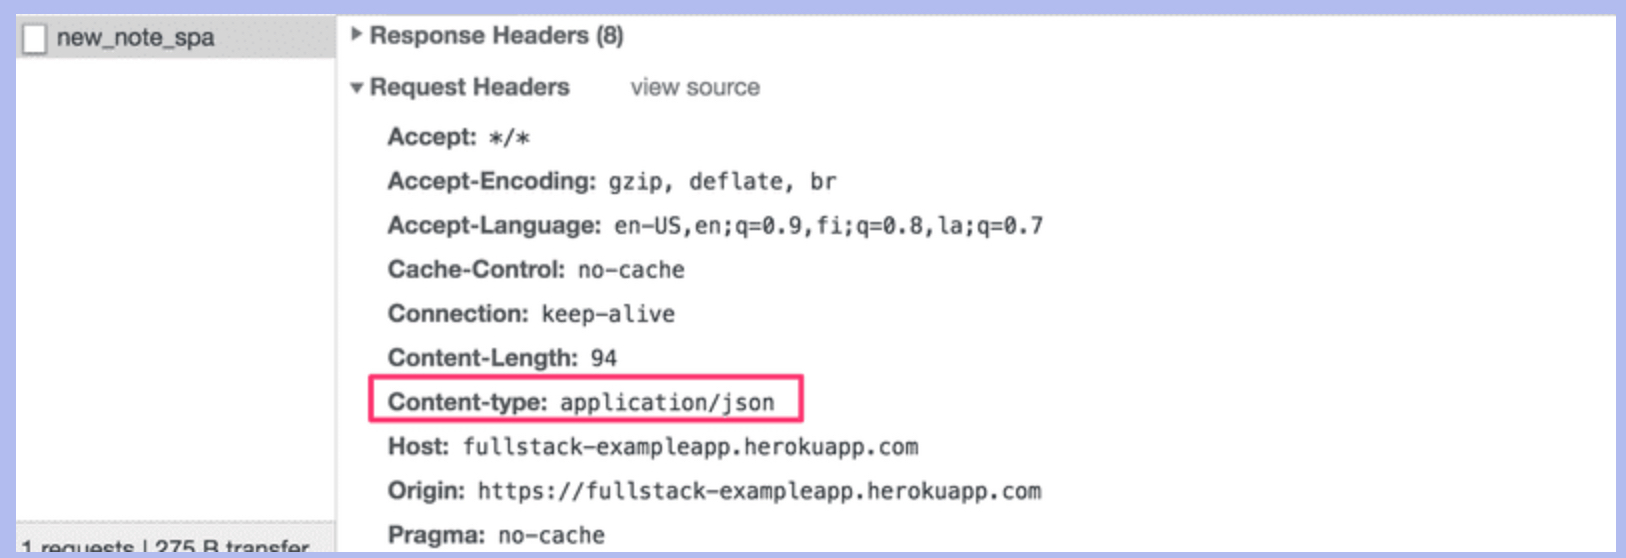 new_note_spa
Response Headers (8)
Request Headers view source
Accept: */*
Accept-Encoding: gzip, deflate, br
Accept-Language: en-US,en;q=0.9,fi;q=0.8,la;q=0.7
Cache-Control: no-cache
Connection: keep-alive
Content-Length: 94
Content-type: application/json
Host: fullstack-exampleapp.herokuapp.com
Origin: https://fullstack-exampleapp.herokuapp.com
Pragma: no-cache
1 requests | 275 B transfer